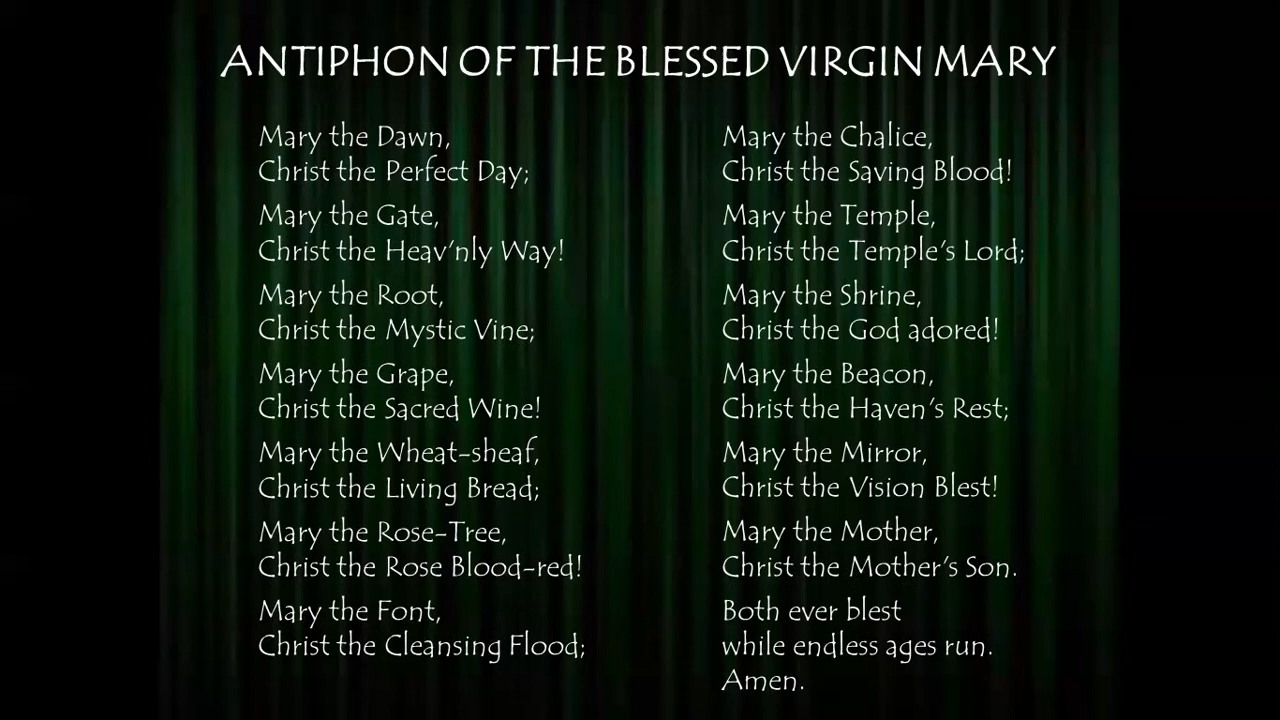 ANTIPHON OF THE BLESSED VIRGIN MARY
Mary the Dawn,
Christ the Perfect Day;
Mary the Gate,
Christ the Heav'nly Way!
Mary the Root,
Christ the Mystic Vine;
Mary the Grape,
Christ the Sacred Wine!
Mary the Wheat-sheaf,
Christ the Living Bread;
Mary the Rose-Tree,
Christ the Rose Blood-red!
Mary the Font,
Christ the Cleansing Flood;
Mary the Chalice,
Christ the Saving Blood!
Mary the Temple,
Christ the Temple's Lord;
Mary the Shrine,
Christ the God adored!
Mary the Beacon,
Christ the Haven's Rest;
Mary the Mirror,
Christ the Vision Blest!
Mary the Mother,
Christ the Mother's Son.
Both ever blest
while endless ages run.
Amen.